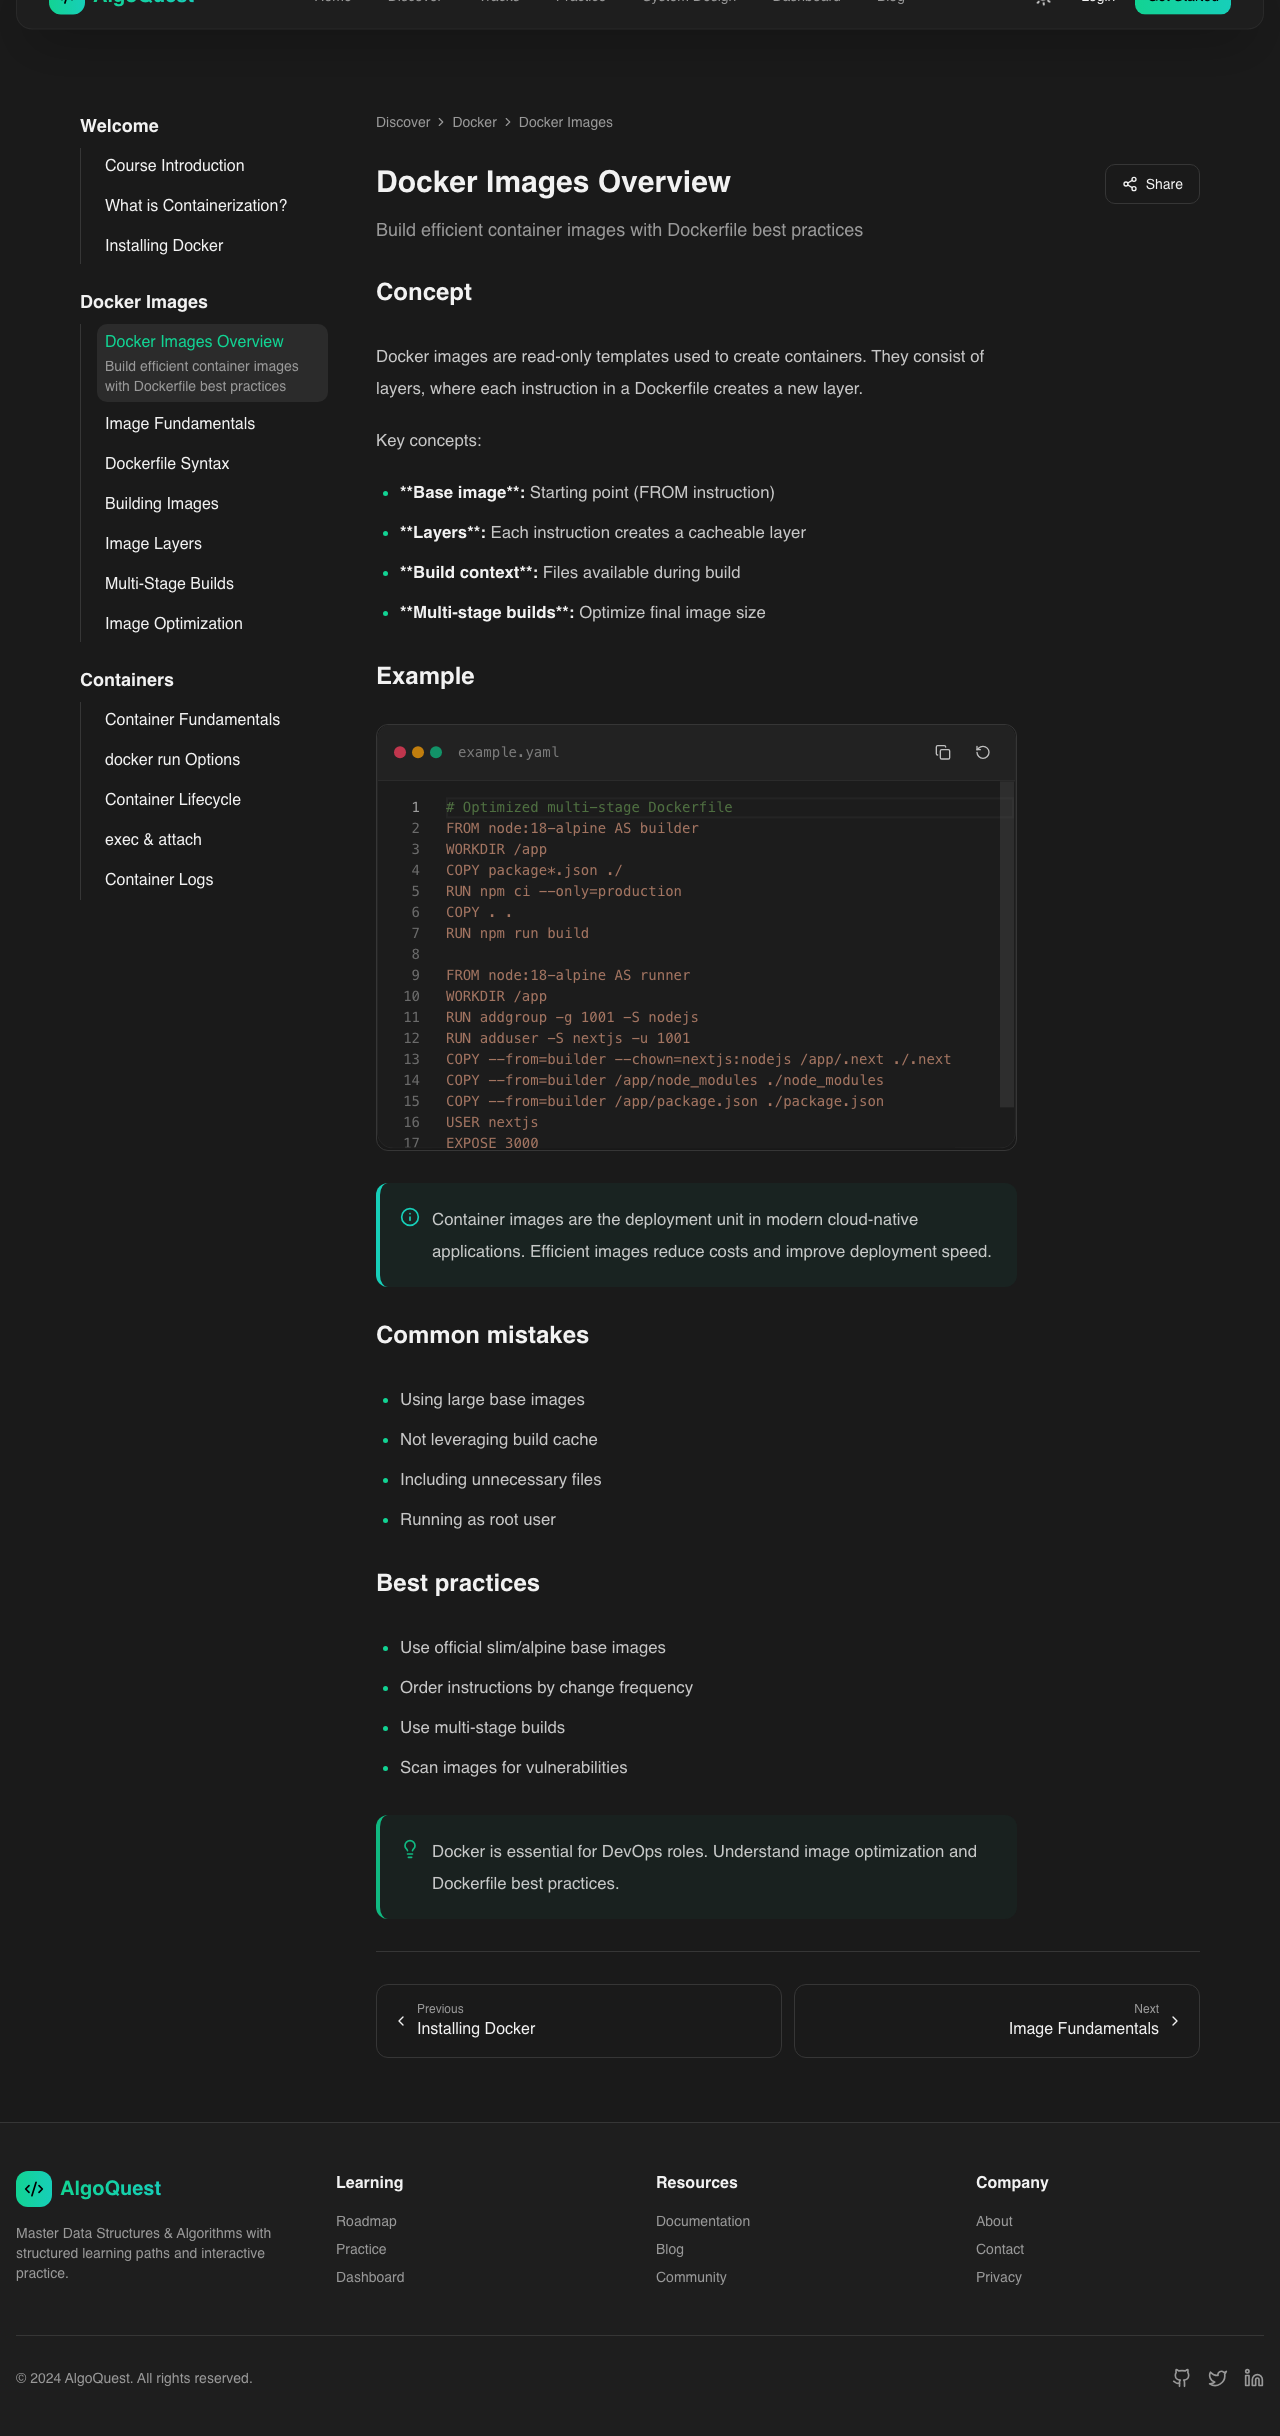 AlgoQuest
Home Discover Tracks Practice System Design Dashboard Blog
Login
Get Started
Welcome
Course Introduction
What is Containerization?
Installing Docker
Docker Images
Docker Images Overview
Build efficient container images
with Dockerfile best practices
Image Fundamentals
Dockerfile Syntax
Building Images
Image Layers
Multi-Stage Builds
Image Optimization
Containers
Container Fundamentals
docker run Options
Container Lifecycle
exec & attach
Container Logs
Discover > Docker > Docker Images
Docker Images Overview
Share
Build efficient container images with Dockerfile best practices
Concept
Docker images are read-only templates used to create containers. They consist of
layers, where each instruction in a Dockerfile creates a new layer.
Key concepts:
• **Base image**: Starting point (FROM instruction)
• **Layers**: Each instruction creates a cacheable layer
• **Build context**: Files available during build
• **Multi-stage builds**: Optimize final image size
Example
example.yaml
1 # Optimized multi-stage Dockerfile
2 FROM node:18-alpine AS builder
3 WORKDIR /app
4 COPY package*.json ./
5 RUN npm ci --only=production
6 COPY . .
7 RUN npm run build
8
9 FROM node:18-alpine AS runner
10 WORKDIR /app
11 RUN addgroup -g 1001 -S nodejs
12 RUN adduser -S nextjs -u 1001
13 COPY --from=builder --chown=nextjs:nodejs /app/.next ./.next
14 COPY --from=builder /app/node_modules ./node_modules
15 COPY --from=builder /app/package.json ./package.json
16 USER nextjs
17 EXPOSE 3000
Container images are the deployment unit in modern cloud-native
applications. Efficient images reduce costs and improve deployment speed.
Common mistakes
• Using large base images
• Not leveraging build cache
• Including unnecessary files
• Running as root user
Best practices
• Use official slim/alpine base images
• Order instructions by change frequency
• Use multi-stage builds
• Scan images for vulnerabilities
Docker is essential for DevOps roles. Understand image optimization and
Dockerfile best practices.
Previous
Installing Docker
Next
Image Fundamentals
AlgoQuest
Master Data Structures & Algorithms with
structured learning paths and interactive
practice.
Learning
Roadmap
Practice
Dashboard
Resources
Documentation
Blog
Community
Company
About
Contact
Privacy
© 2024 AlgoQuest. All rights reserved.